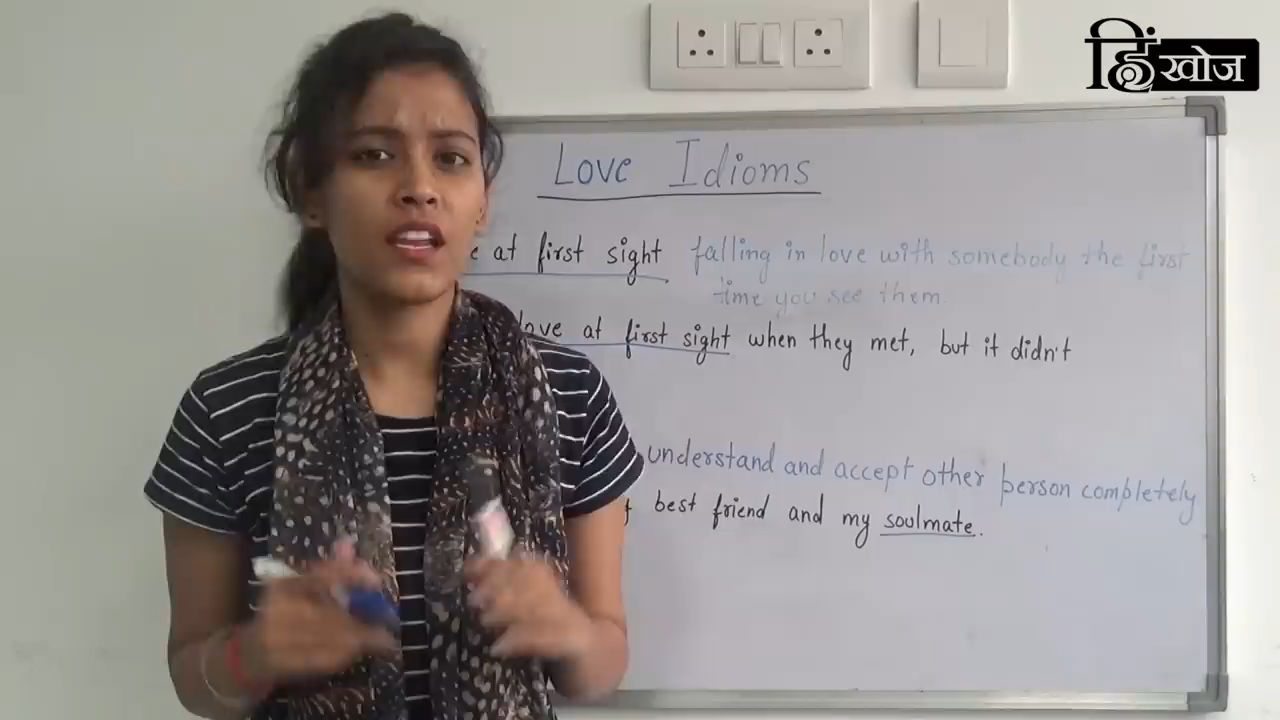 हिंखोज
Love Idioms
at first sight falling in love with somebody the first
time you see them.
love at first sight when they met, but it didn't
understand and accept other person completely
best friend and my soulmate.